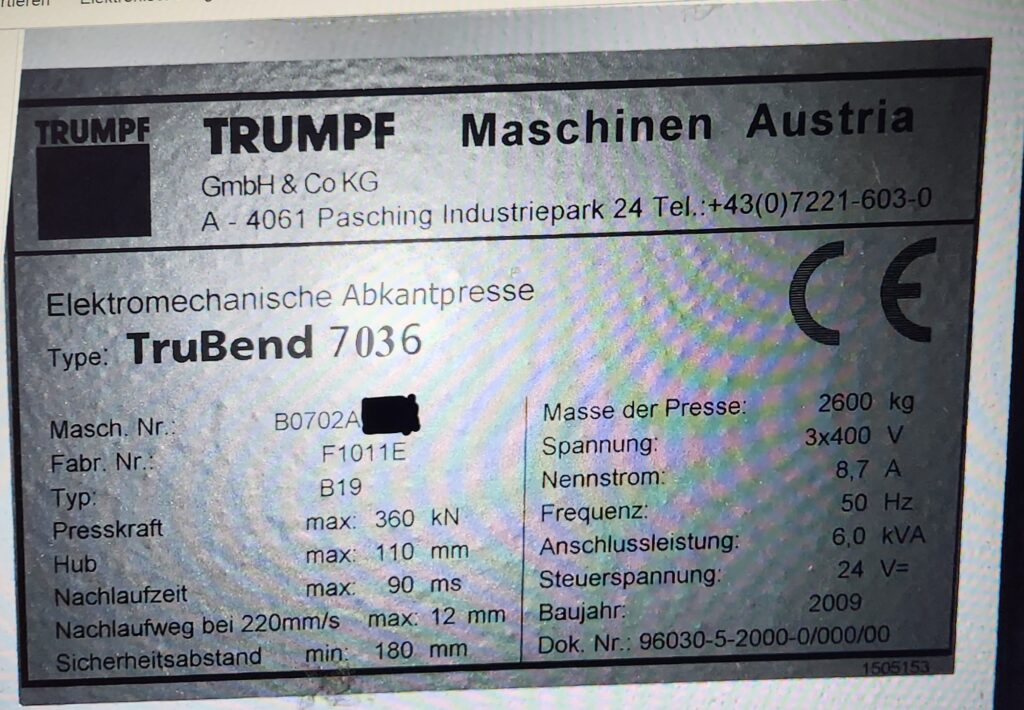 TRUMPF
TRUMPF Maschinen Austria
GmbH & Co KG
A - 4061 Pasching Industriepark 24 Tel.:+43(0)7221-603-0
CE
Elektromechanische Abkantpresse
Type: TruBend 7036
Masch. Nr.: B0702A
Fabr. Nr.: F1011E
Typ: B19
Presskraft max: 360 kN
Hub max: 110 mm
Nachlaufzeit max: 90 ms
Nachlaufweg bei 220mm/s max: 12 mm
Sicherheitsabstand min: 180 mm
Masse der Presse: 2600 kg
Spannung: 3x400 V
Nennstrom: 8,7 A
Frequenz: 50 Hz
Anschlussleistung: 6,0 kVA
Steuerspannung: 24 V=
Baujahr: 2009
Dok. Nr.: 96030-5-2000-0/000/00
1505153